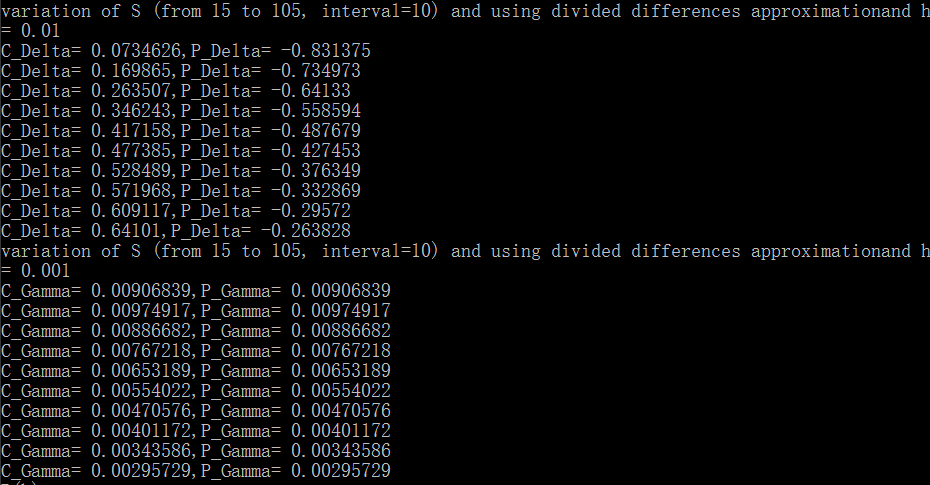 variation of S (from 15 to 105, interval=10) and using divided differences approximationand h
= 0.01
C_Delta= 0.0734626,P_Delta= -0.831375
C_Delta= 0.169865,P_Delta= -0.734973
C_Delta= 0.263507,P_Delta= -0.64133
C_Delta= 0.346243,P_Delta= -0.558594
C_Delta= 0.417158,P_Delta= -0.487679
C_Delta= 0.477385,P_Delta= -0.427453
C_Delta= 0.528489,P_Delta= -0.376349
C_Delta= 0.571968,P_Delta= -0.332869
C_Delta= 0.609117,P_Delta= -0.29572
C_Delta= 0.64101,P_Delta= -0.263828
variation of S (from 15 to 105, interval=10) and using divided differences approximationand h
= 0.001
C_Gamma= 0.00906839,P_Gamma= 0.00906839
C_Gamma= 0.00974917,P_Gamma= 0.00974917
C_Gamma= 0.00886682,P_Gamma= 0.00886682
C_Gamma= 0.00767218,P_Gamma= 0.00767218
C_Gamma= 0.00653189,P_Gamma= 0.00653189
C_Gamma= 0.00554022,P_Gamma= 0.00554022
C_Gamma= 0.00470576,P_Gamma= 0.00470576
C_Gamma= 0.00401172,P_Gamma= 0.00401172
C_Gamma= 0.00343586,P_Gamma= 0.00343586
C_Gamma= 0.00295729,P_Gamma= 0.00295729